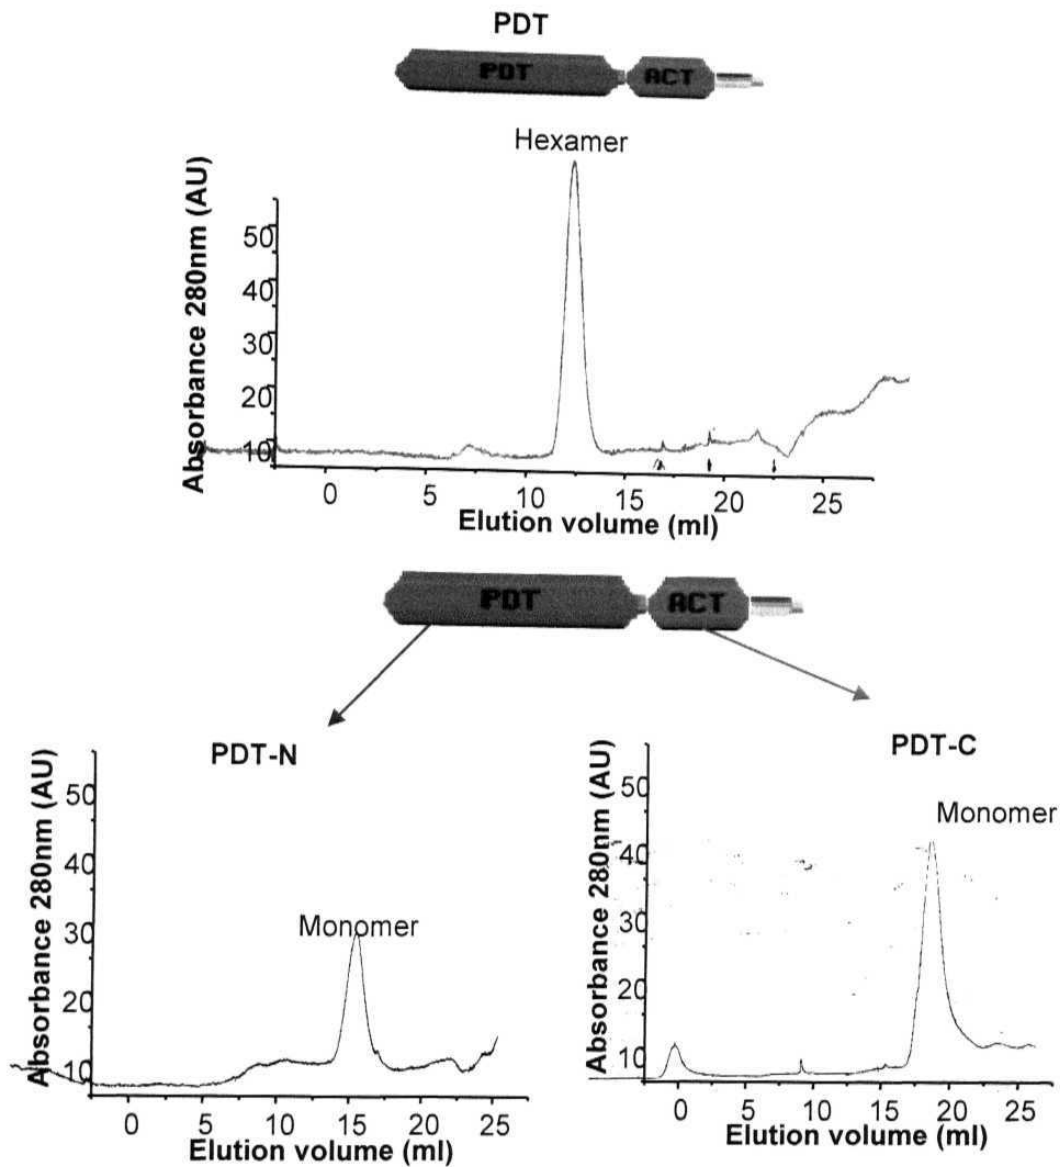 PDT
PDT ACT
Hexamer
Absorbance 280nm (AU)
50
40
30
20
10
0 5 10 15 20 25
Elution volume (ml)
PDT ACT
PDT-N
Absorbance 280nm (AU)
50
40
30
20
10
Monomer
0 5 10 15 20 25
Elution volume (ml)
PDT-C
Absorbance 280nm (AU)
50
40
30
20
10
Monomer
0 5 10 15 20 25
Elution volume (ml)